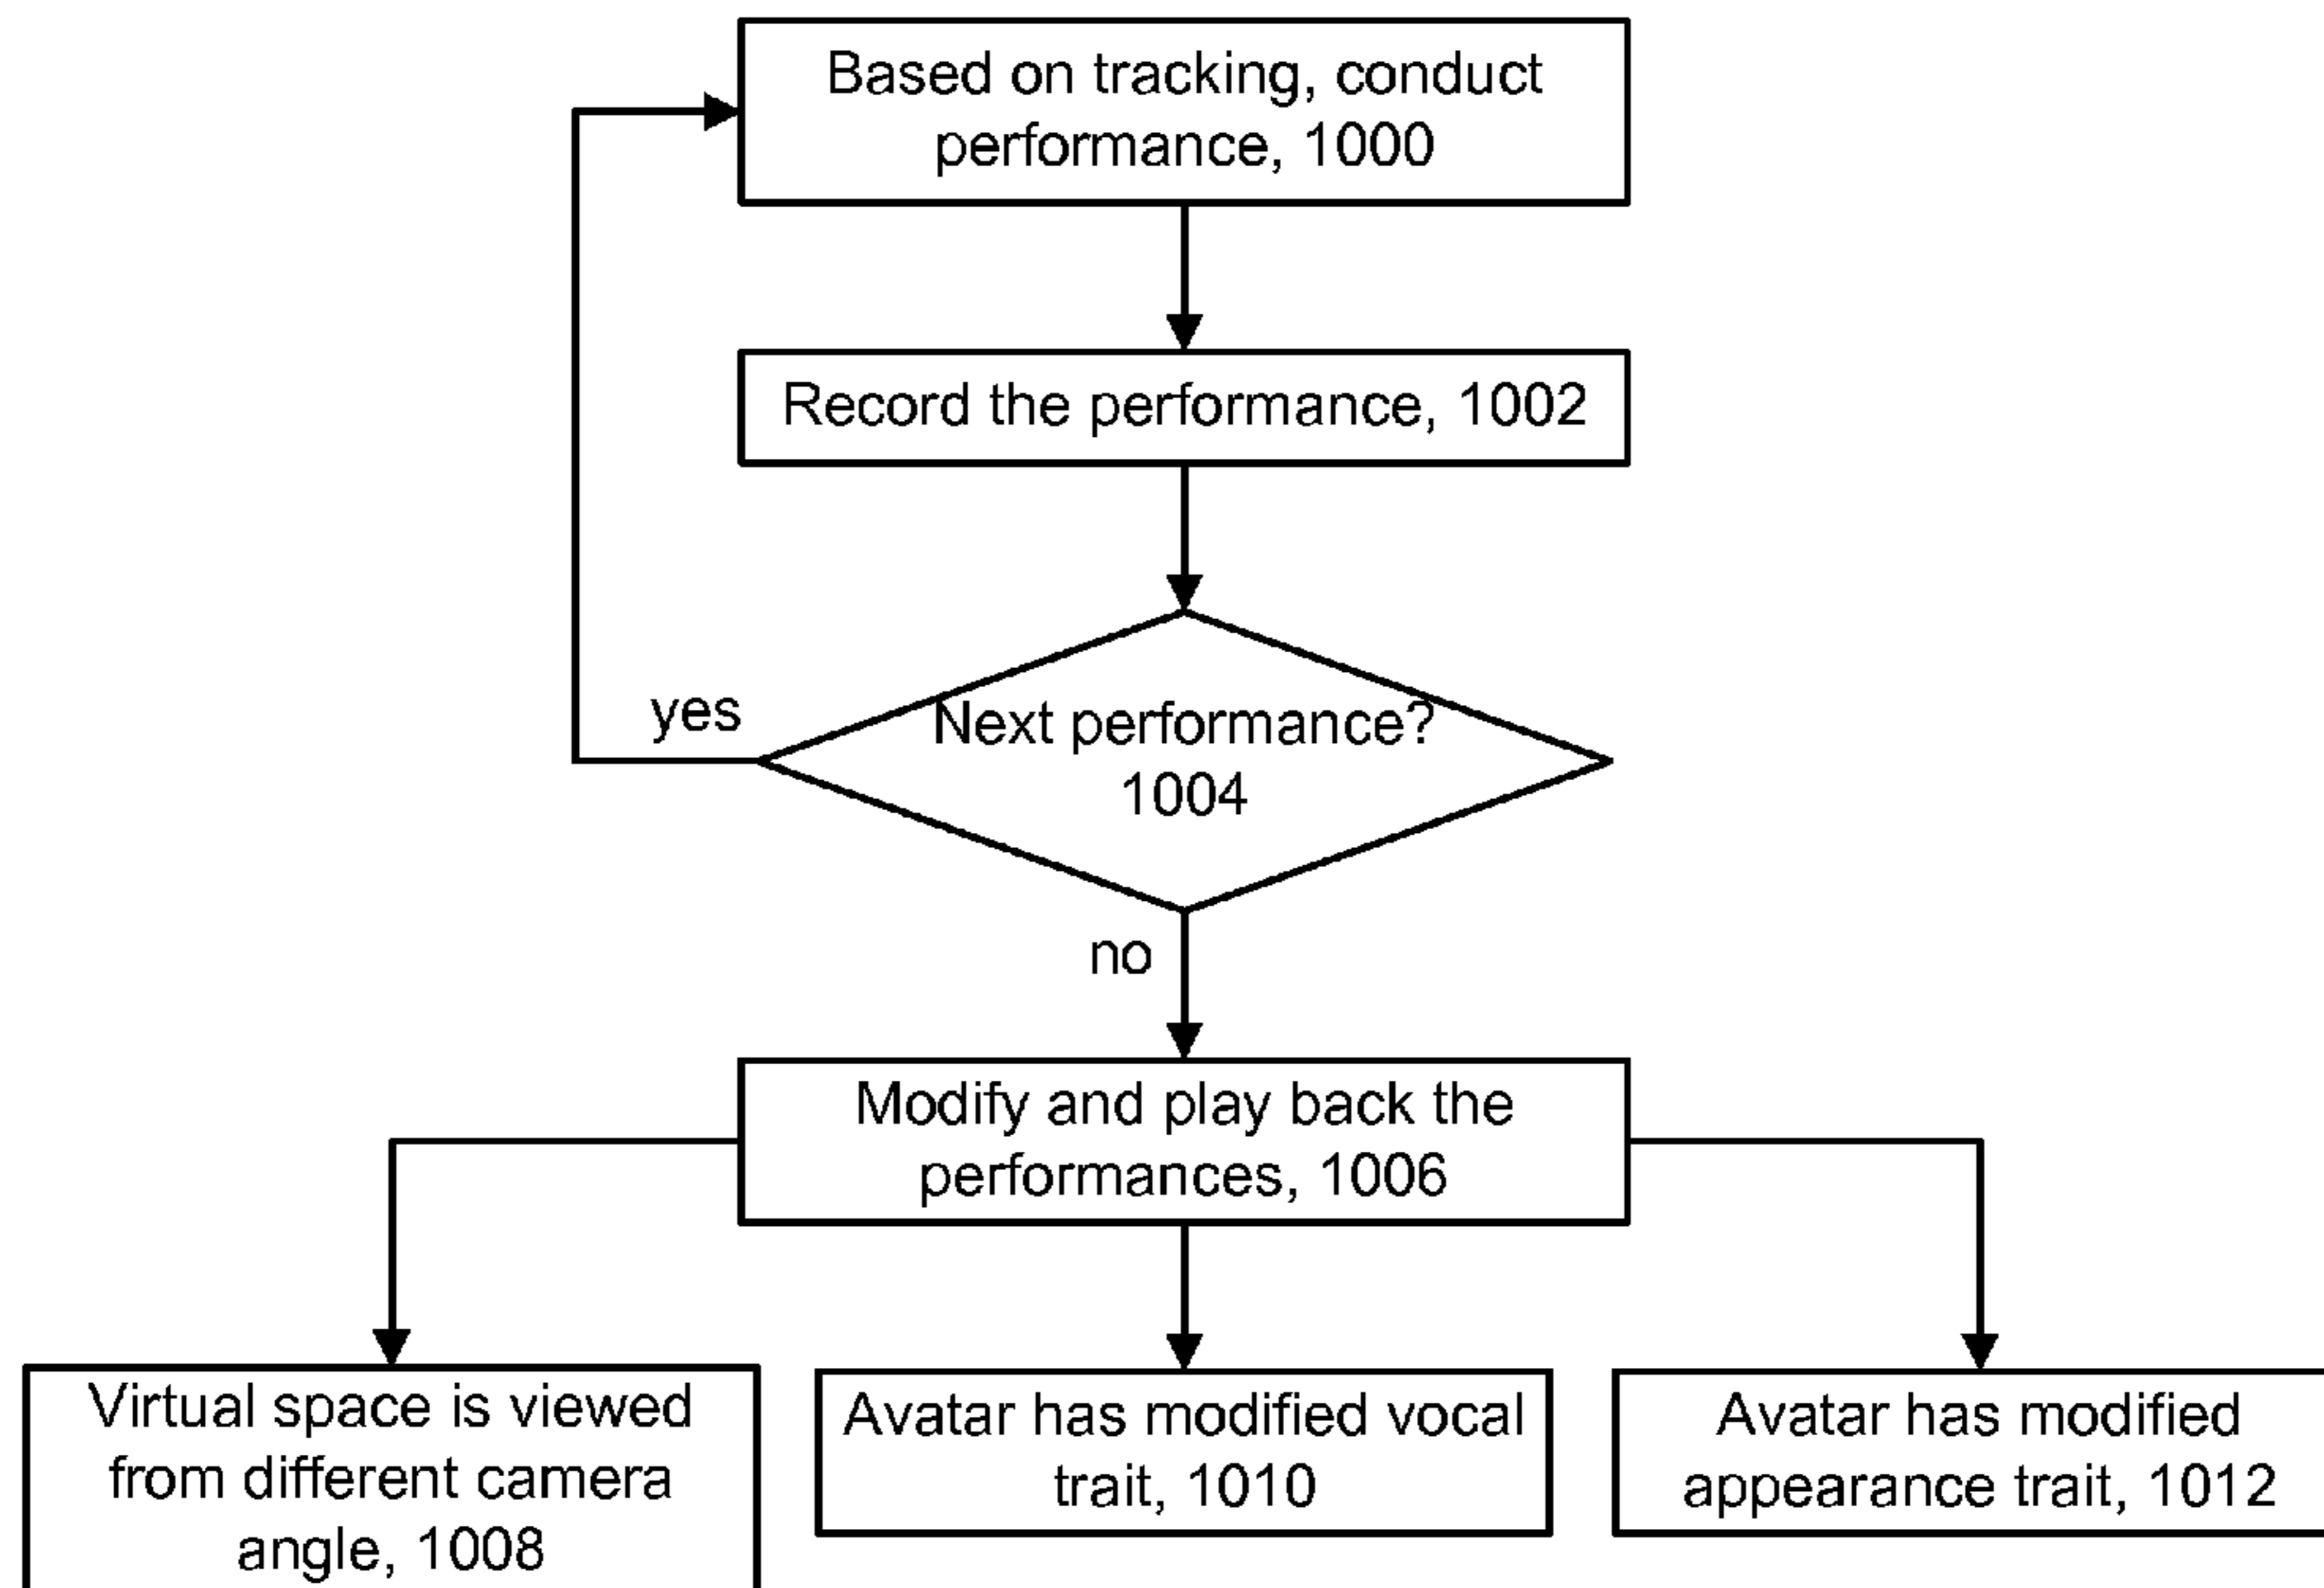 Based on tracking, conduct
performance, 1000
Record the performance, 1002
yes
Next performance?
1004
no
Modify and play back the
performances, 1006
Virtual space is viewed
from different camera
angle, 1008
Avatar has modified vocal
trait, 1010
Avatar has modified
appearance trait, 1012